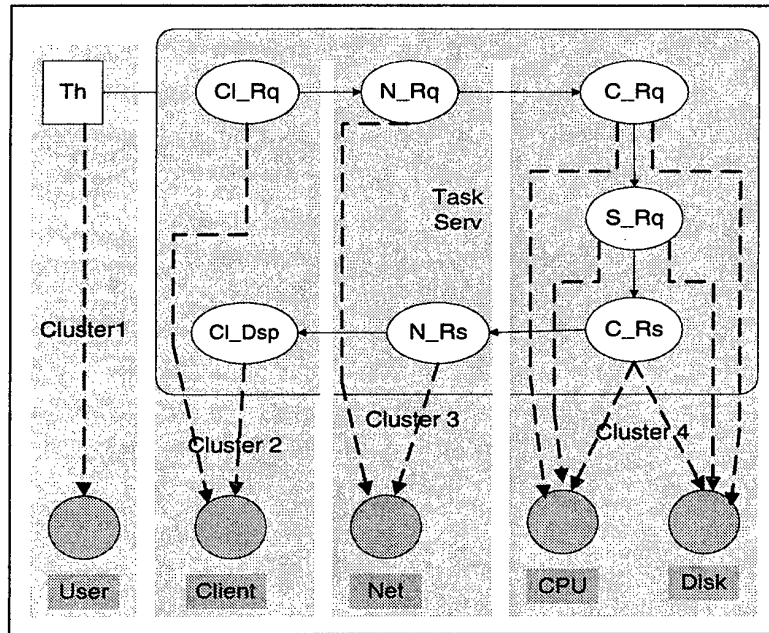 Th
Cl_Rq
N_Rq
C_Rq
Task
Serv
S_Rq
Cluster1
Cl_Dsp
N_Rs
C_Rs
Cluster 2
Cluster 3
Cluster 4
User
Client
Net
CPU
Disk